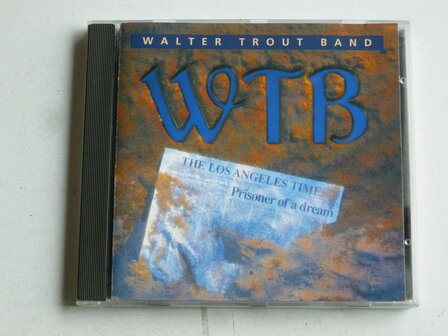 WALTER TROUT BAND
WTB
THE LOS ANGELES TIME
Prisoner of a dream